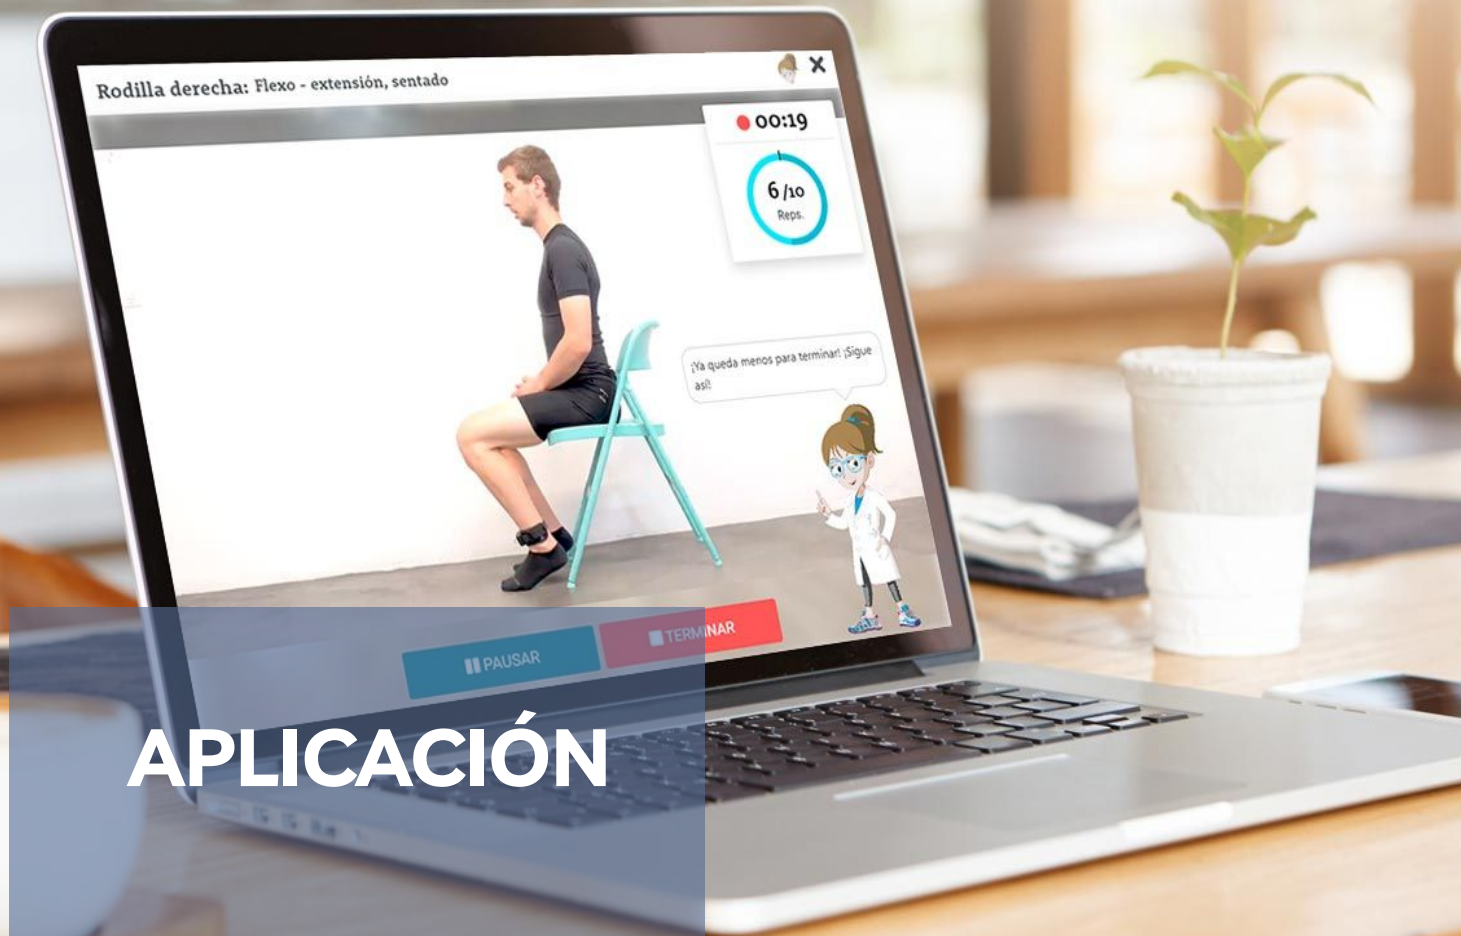 Rodilla derecha: Flexo - extensión, sentado
00:19
6 /10
Reps.
¡Ya queda menos para terminar! ¡Sigue
así!
PAUSAR
TERMINAR
APLICACIÓN